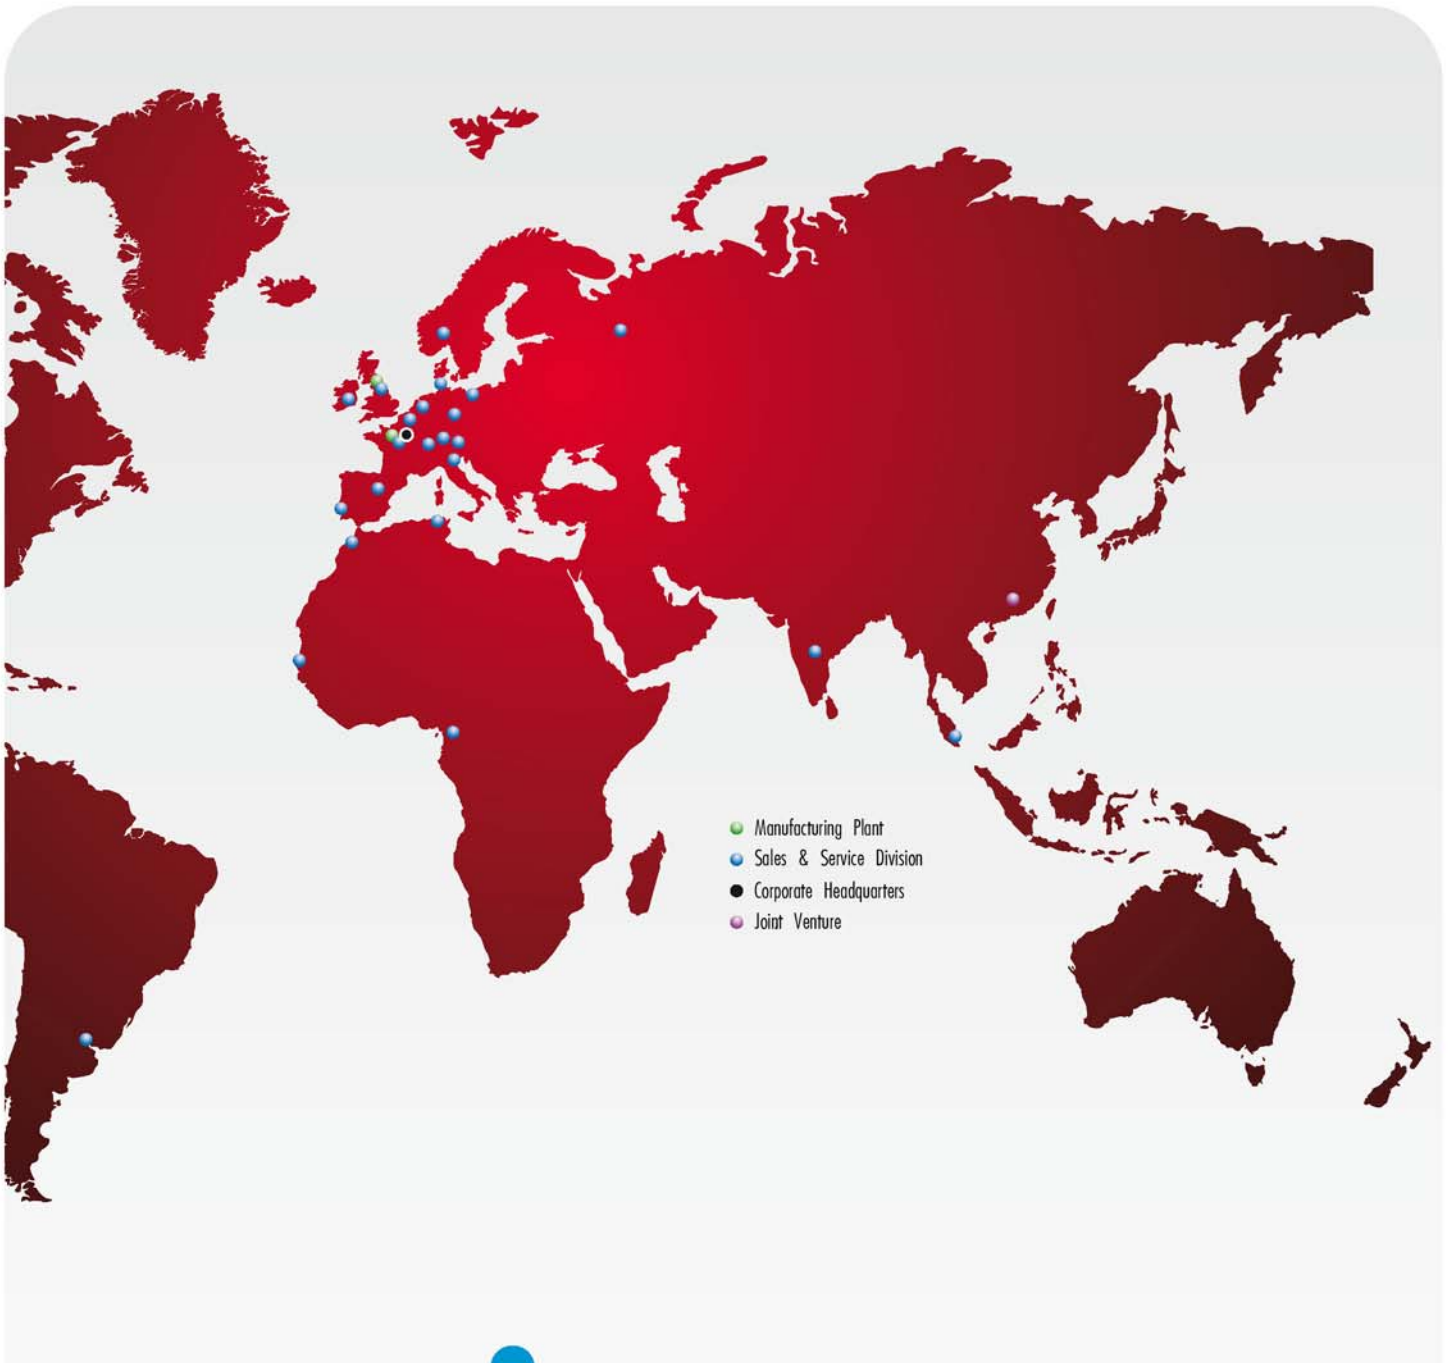 Manufacturing Plant
Sales & Service Division
Corporate Headquarters
Joint Venture